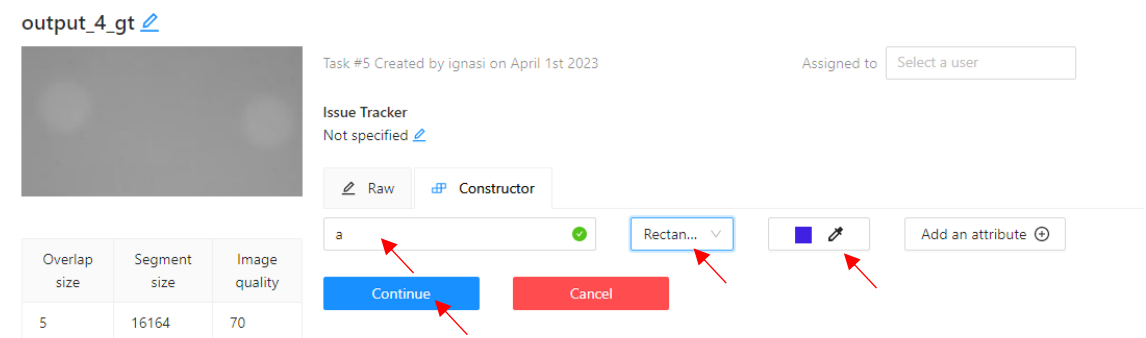 output_4_gt
Task #5 Created by ignasi on April 1st 2023
Assigned to
Select a user
Issue Tracker
Not specified
Raw
Constructor
a
Rectan...
Add an attribute
Continue
Cancel
Overlap size
Segment size
Image quality
5
16164
70